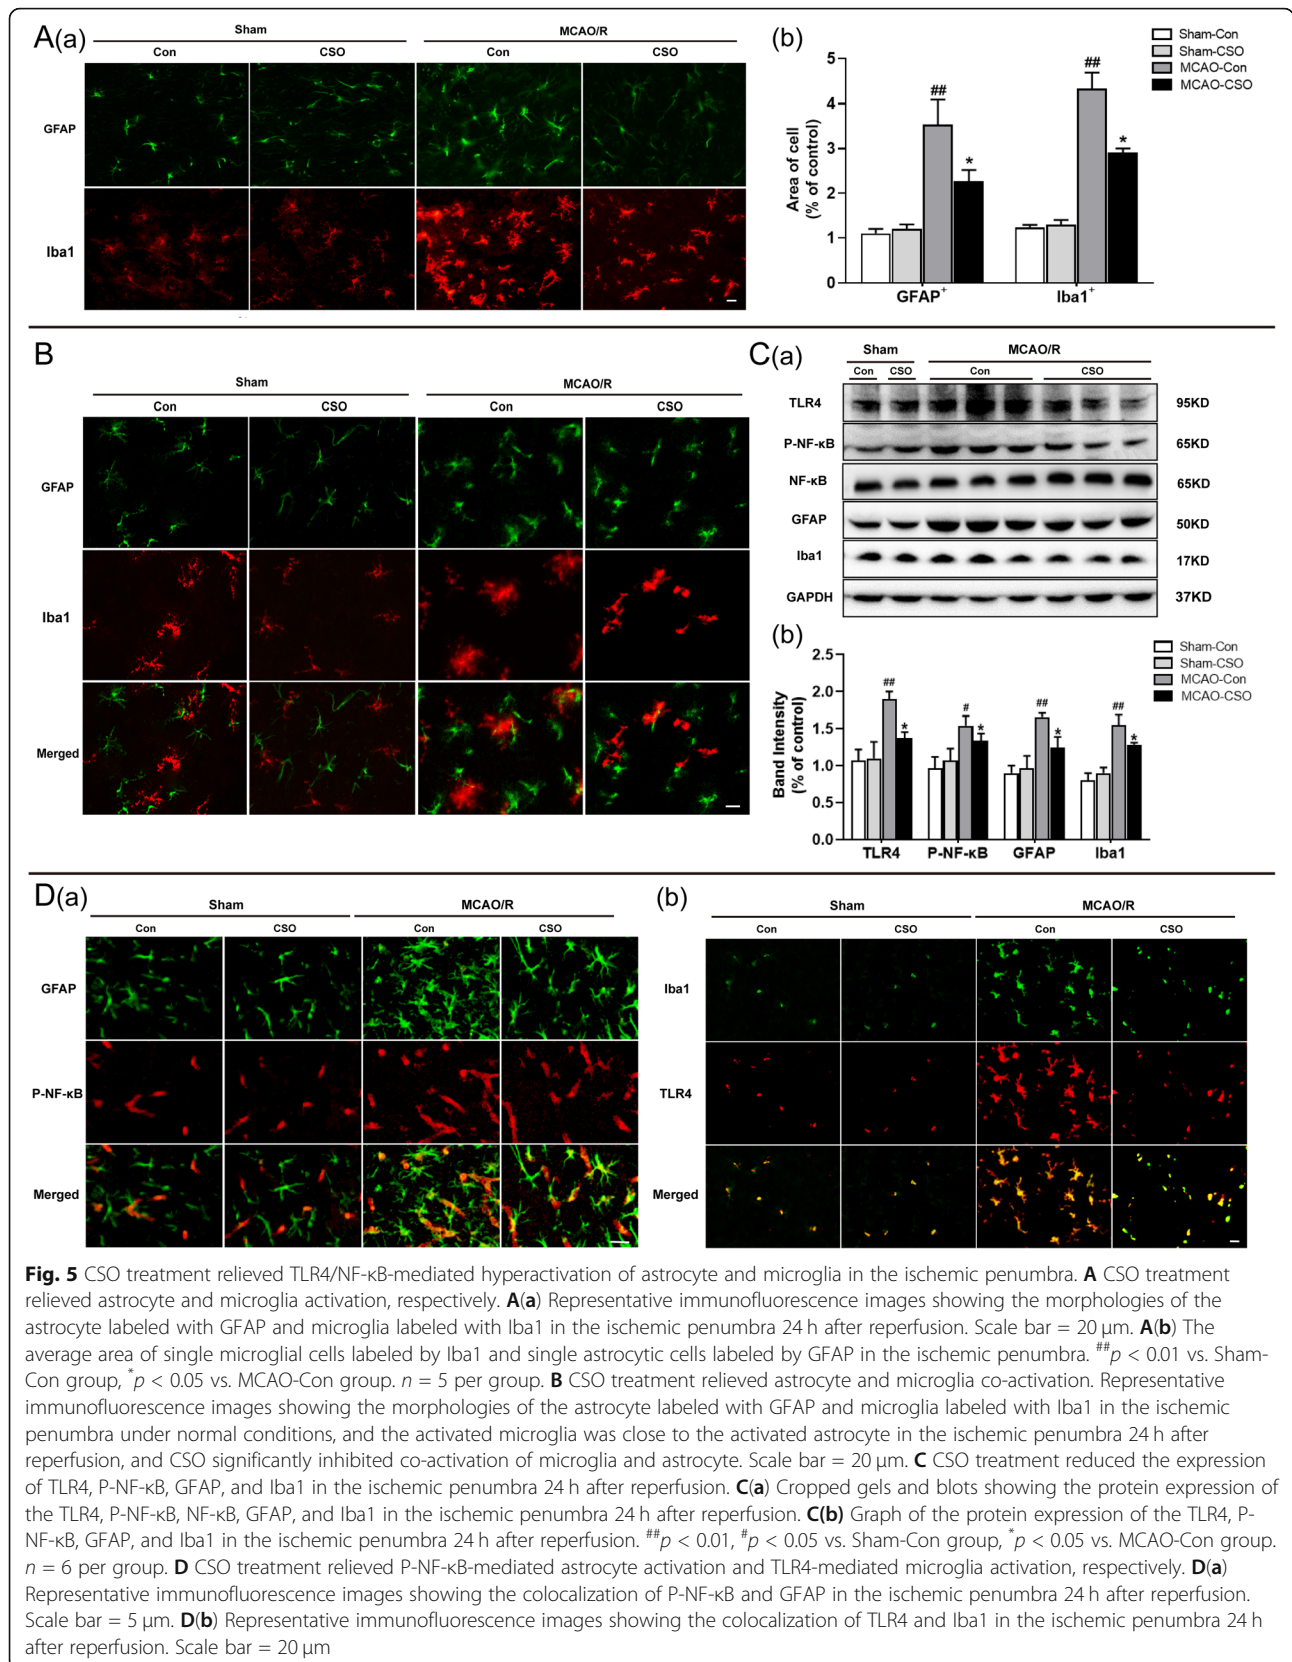 A(a)
Sham
MCAO/R
Con
CSO
Con
CSO
GFAP
Iba1
(b)
Sham-Con
Sham-CSO
MCAO-Con
MCAO-CSO
Area of cell
(% of control)
5
4
3
2
1
0
##
*
##
*
GFAP+
Iba1+
B
Sham
MCAO/R
Con
CSO
Con
CSO
GFAP
Iba1
Merged
C(a)
Sham
MCAO/R
Con
CSO
Con
CSO
TLR4
95KD
P-NF-κB
65KD
NF-κB
65KD
GFAP
50KD
Iba1
17KD
GAPDH
37KD
(b)
Sham-Con
Sham-CSO
MCAO-Con
MCAO-CSO
Band Intensity
(% of control)
2.5
2.0
1.5
1.0
0.5
0.0
##
*
#
*
##
*
##
*
TLR4
P-NF-κB
GFAP
Iba1
D(a)
Sham
MCAO/R
Con
CSO
Con
CSO
GFAP
P-NF-κB
Merged
(b)
Sham
MCAO/R
Con
CSO
Con
CSO
Iba1
TLR4
Merged
Fig. 5 CSO treatment relieved TLR4/NF-κB-mediated hyperactivation of astrocyte and microglia in the ischemic penumbra. A CSO treatment
relieved astrocyte and microglia activation, respectively. A(a) Representative immunofluorescence images showing the morphologies of the
astrocyte labeled with GFAP and microglia labeled with Iba1 in the ischemic penumbra 24 h after reperfusion. Scale bar = 20 μm. A(b) The
average area of single microglial cells labeled by Iba1 and single astrocytic cells labeled by GFAP in the ischemic penumbra. ##p < 0.01 vs. Sham-
Con group, *p < 0.05 vs. MCAO-Con group. n = 5 per group. B CSO treatment relieved astrocyte and microglia co-activation. Representative
immunofluorescence images showing the morphologies of the astrocyte labeled with GFAP and microglia labeled with Iba1 in the ischemic
penumbra under normal conditions, and the activated microglia was close to the activated astrocyte in the ischemic penumbra 24 h after
reperfusion, and CSO significantly inhibited co-activation of microglia and astrocyte. Scale bar = 20 μm. C CSO treatment reduced the expression
of TLR4, P-NF-κB, GFAP, and Iba1 in the ischemic penumbra 24 h after reperfusion. C(a) Cropped gels and blots showing the protein expression of
the TLR4, P-NF-κB, NF-κB, GFAP, and Iba1 in the ischemic penumbra 24 h after reperfusion. C(b) Graph of the protein expression of the TLR4, P-
NF-κB, GFAP, and Iba1 in the ischemic penumbra 24 h after reperfusion. ##p < 0.01, #p < 0.05 vs. Sham-Con group, *p < 0.05 vs. MCAO-Con group.
n = 6 per group. D CSO treatment relieved P-NF-κB-mediated astrocyte activation and TLR4-mediated microglia activation, respectively. D(a)
Representative immunofluorescence images showing the colocalization of P-NF-κB and GFAP in the ischemic penumbra 24 h after reperfusion.
Scale bar = 5 μm. D(b) Representative immunofluorescence images showing the colocalization of TLR4 and Iba1 in the ischemic penumbra 24 h
after reperfusion. Scale bar = 20 μm